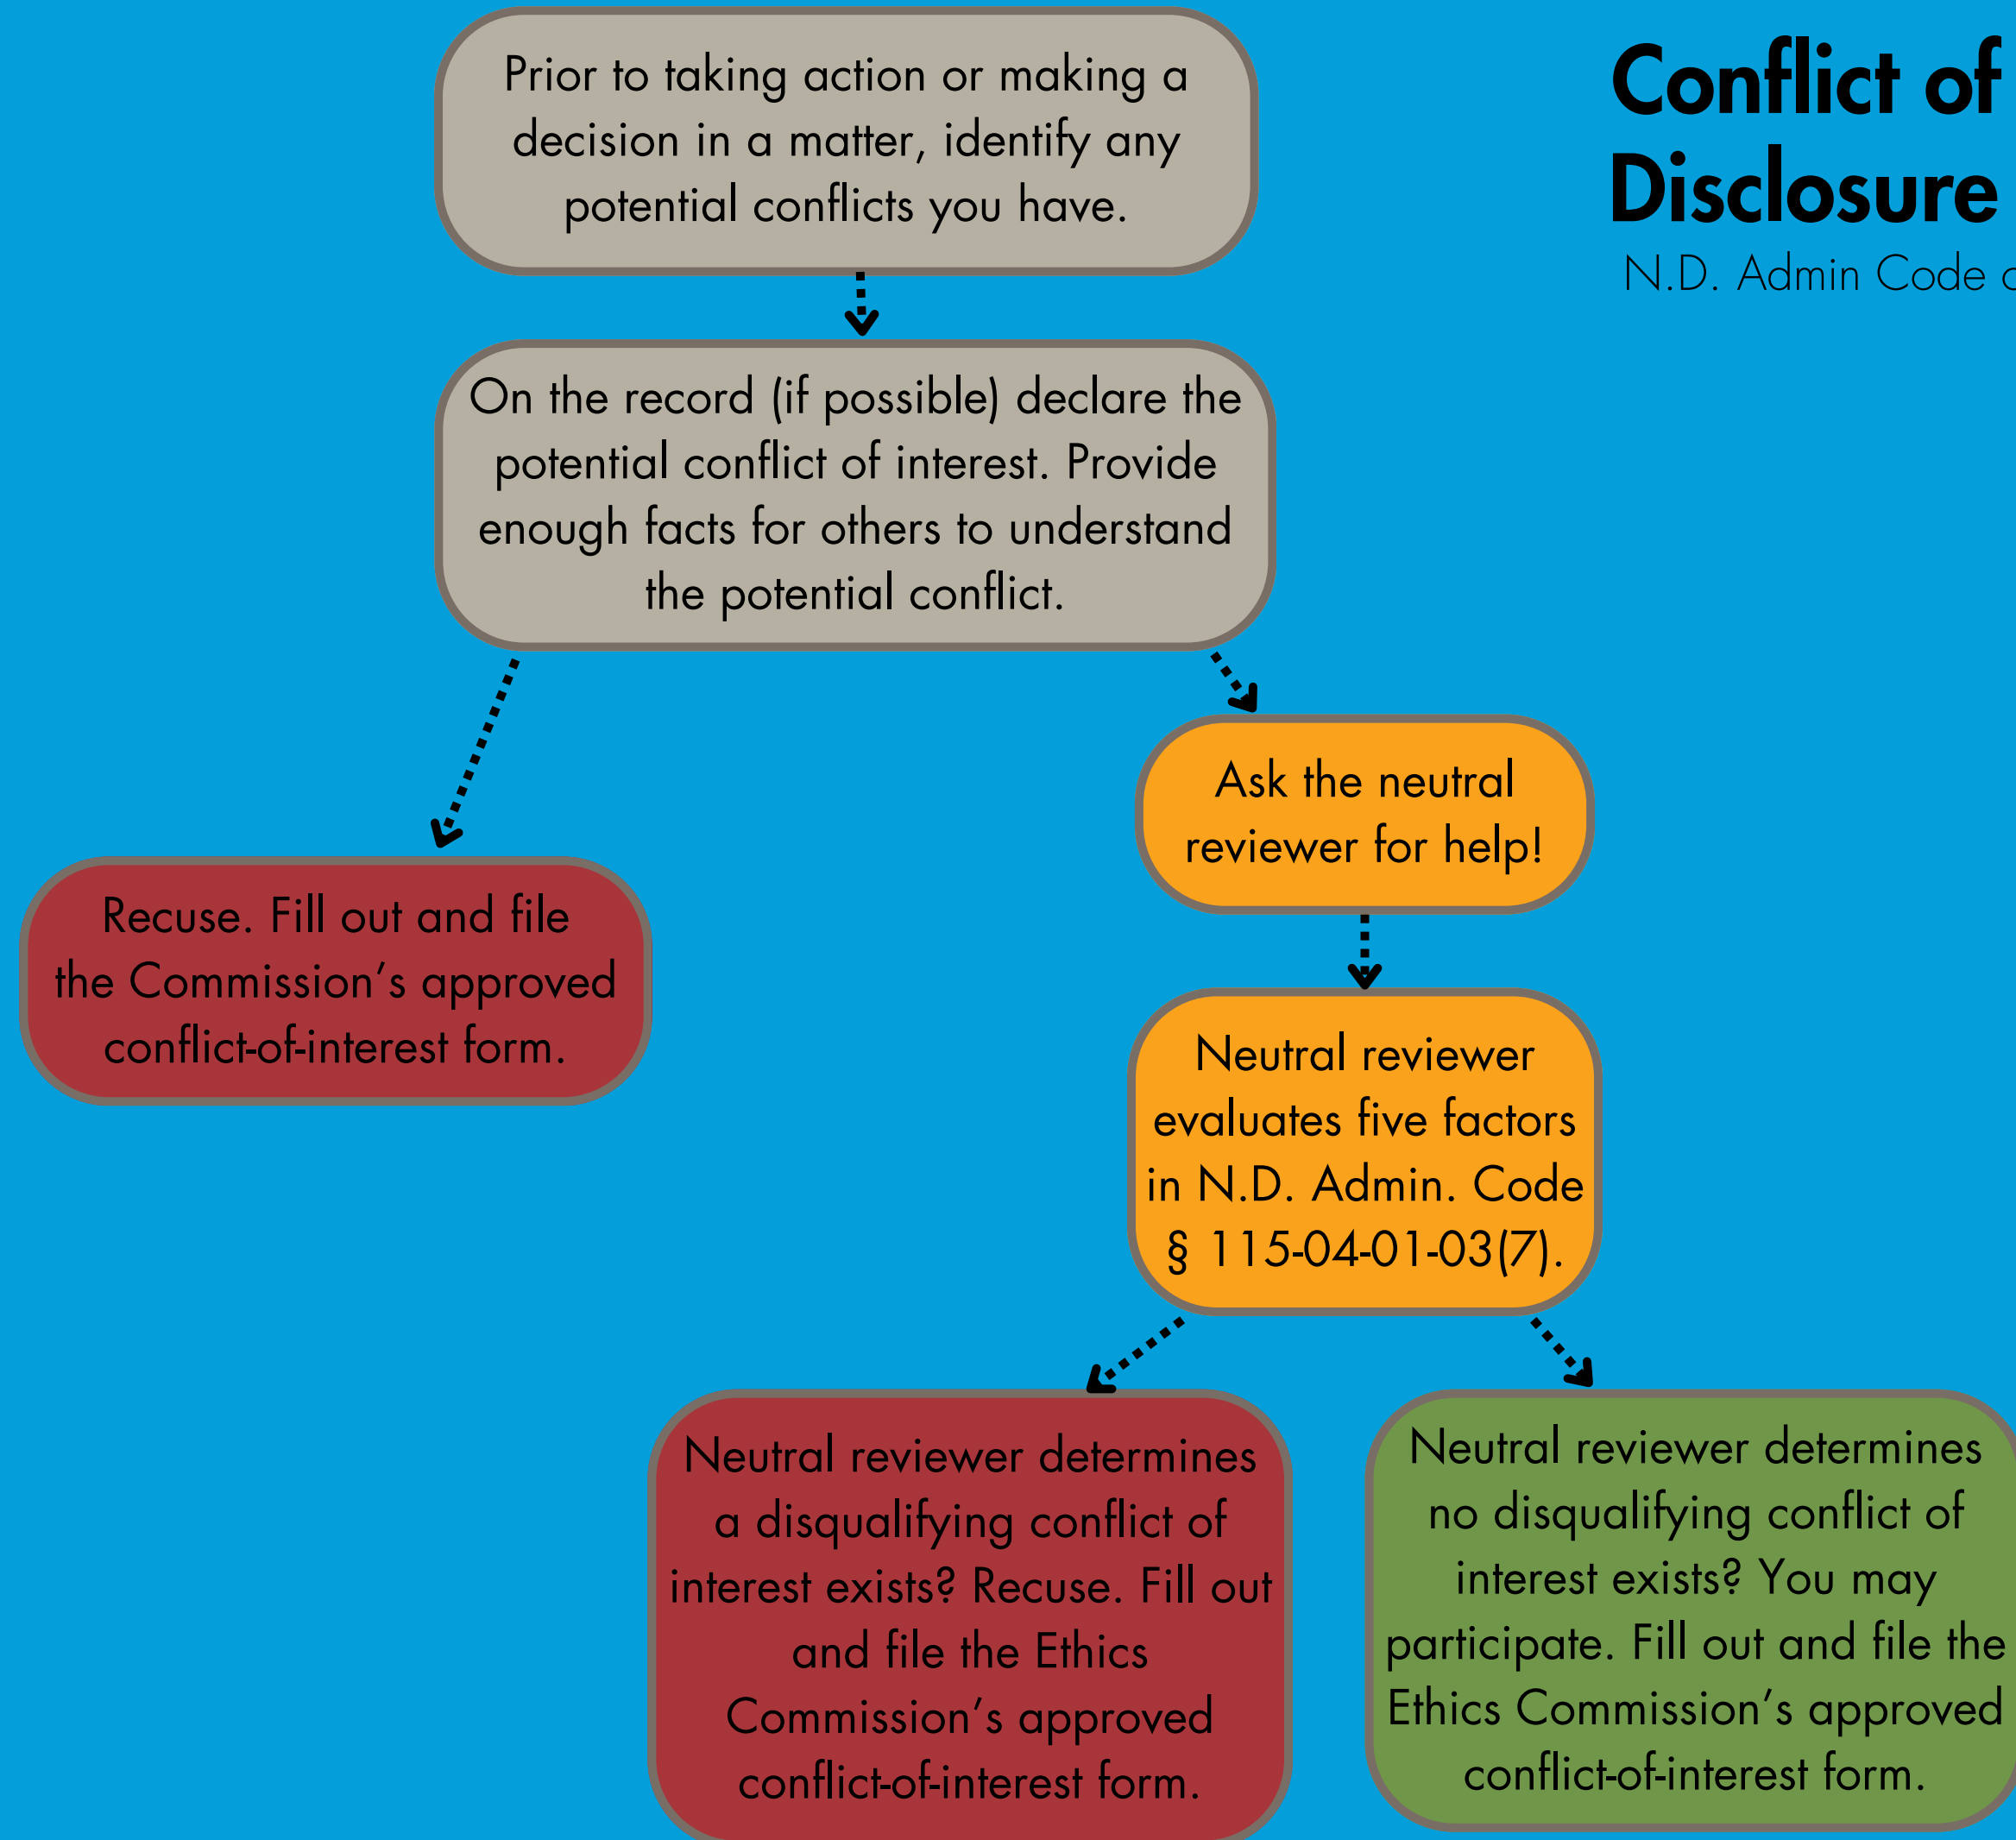 Conflict of
Disclosure
N.D. Admin Code
Prior to taking action or making a
decision in a matter, identify any
potential conflicts you have.
On the record (if possible) declare the
potential conflict of interest. Provide
enough facts for others to understand
the potential conflict.
Ask the neutral
reviewer for help!
Recuse. Fill out and file
the Commission’s approved
conflict-of-interest form.
Neutral reviewer
evaluates five factors
in N.D. Admin. Code
§ 115-04-01-03(7).
Neutral reviewer determines
a disqualifying conflict of
interest exists? Recuse. Fill out
and file the Ethics
Commission’s approved
conflict-of-interest form.
Neutral reviewer determines
no disqualifying conflict of
interest exists? You may
participate. Fill out and file the
Ethics Commission’s approved
conflict-of-interest form.